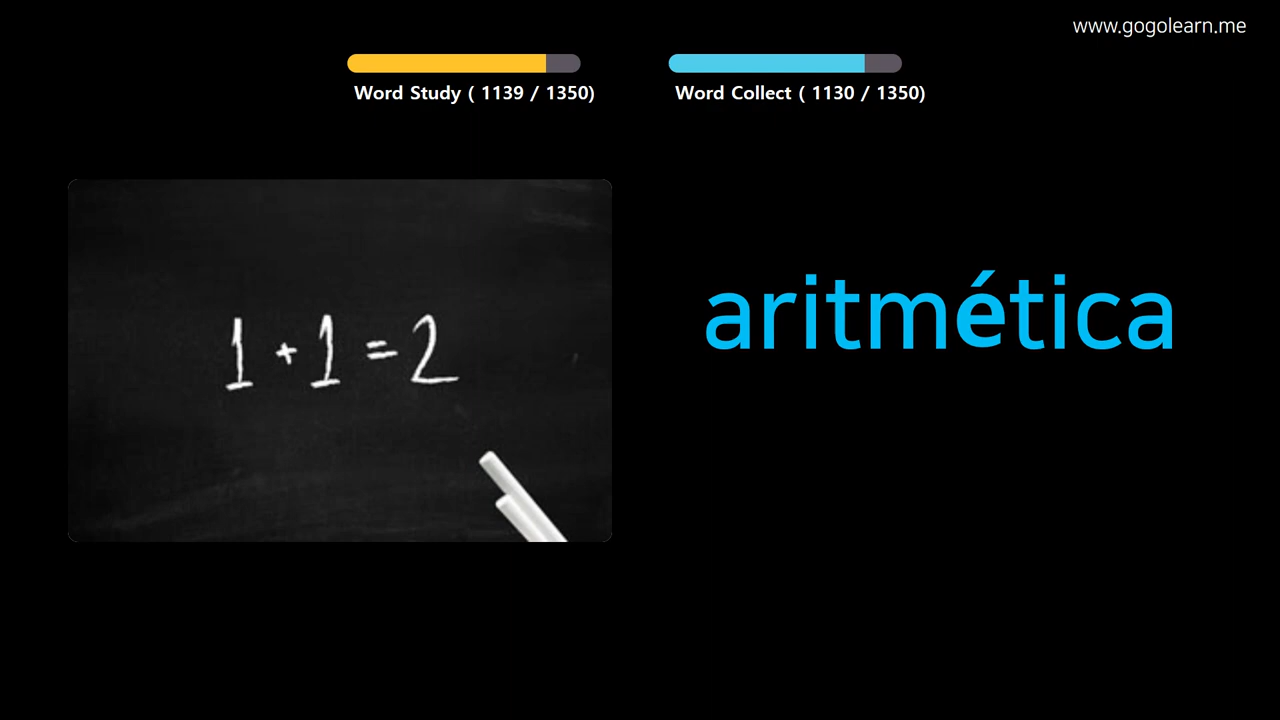 www.gogolearn.me
Word Study ( 1139 / 1350)
Word Collect ( 1130 / 1350)
1 + 1 = 2
aritmética